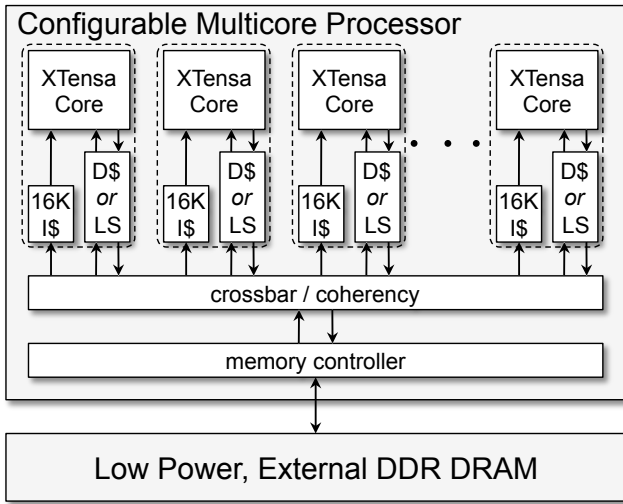 Configurable Multicore Processor
XTensa
Core
XTensa
Core
XTensa
Core
XTensa
Core
. . .
16K
I$
D$
or
LS
16K
I$
D$
or
LS
16K
I$
D$
or
LS
16K
I$
D$
or
LS
crossbar / coherency
memory controller
Low Power, External DDR DRAM